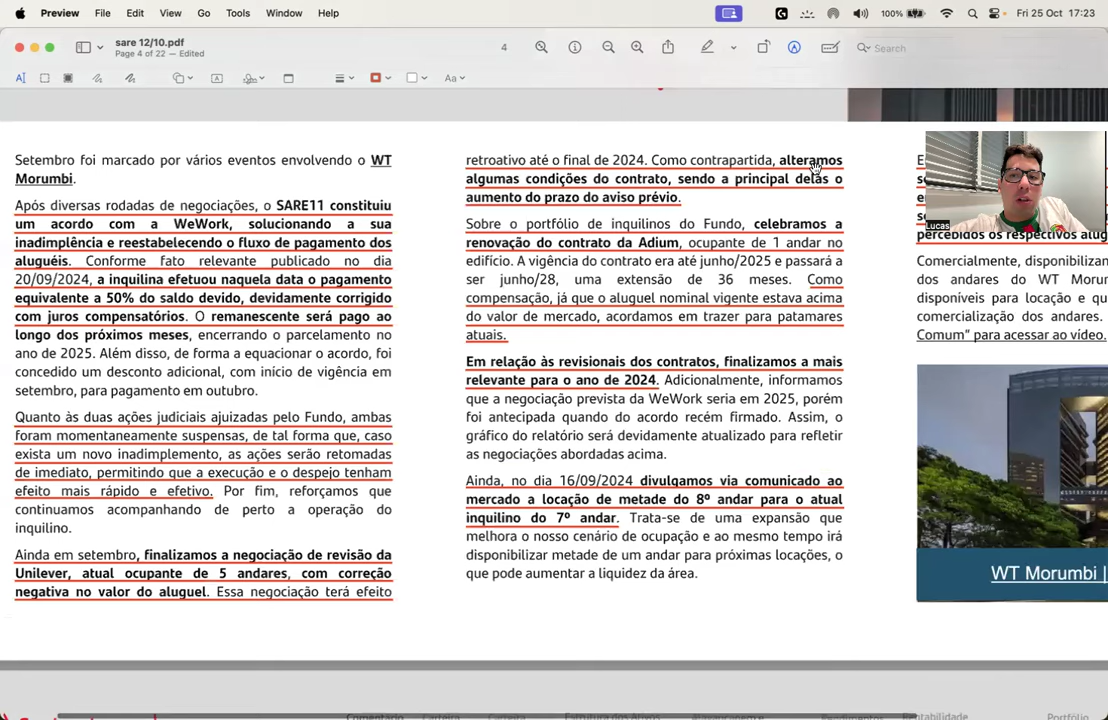 Preview File Edit View Go Tools Window Help
100% Fri 25 Oct 17:23
sare 12/10.pdf
Page 4 of 22 — Edited
4
Search
Aa
Setembro foi marcado por vários eventos envolvendo o WT
Morumbi.
Após diversas rodadas de negociações, o SARE11 constituiu
um acordo com a WeWork, solucionando a sua
inadimplência e reestabelecendo o fluxo de pagamento dos
aluguéis. Conforme fato relevante publicado no dia
20/09/2024, a inquilina efetuou naquela data o pagamento
equivalente a 50% do saldo devido, devidamente corrigido
com juros compensatórios. O remanescente será pago ao
longo dos próximos meses, encerrando o parcelamento no
ano de 2025. Além disso, de forma a equacionar o acordo, foi
concedido um desconto adicional, com início de vigência em
setembro, para pagamento em outubro.
Quanto às duas ações judiciais ajuizadas pelo Fundo, ambas
foram momentaneamente suspensas, de tal forma que, caso
exista um novo inadimplemento, as ações serão retomadas
de imediato, permitindo que a execução e o despejo tenham
efeito mais rápido e efetivo. Por fim, reforçamos que
continuamos acompanhando de perto a operação do
inquilino.
Ainda em setembro, finalizamos a negociação de revisão da
Unilever, atual ocupante de 5 andares, com correção
negativa no valor do aluguel. Essa negociação terá efeito
retroativo até o final de 2024. Como contrapartida, alteramos
algumas condições do contrato, sendo a principal delas o
aumento do prazo do aviso prévio.
Sobre o portfólio de inquilinos do Fundo, celebramos a
renovação do contrato da Adium, ocupante de 1 andar no
edifício. A vigência do contrato era até junho/2025 e passará a
ser junho/28, uma extensão de 36 meses. Como
compensação, já que o aluguel nominal vigente estava acima
do valor de mercado, acordamos em trazer para patamares
atuais.
Em relação às revisionais dos contratos, finalizamos a mais
relevante para o ano de 2024. Adicionalmente, informamos
que a negociação prevista da WeWork seria em 2025, porém
foi antecipada quando do acordo recém firmado. Assim, o
gráfico do relatório será devidamente atualizado para refletir
as negociações abordadas acima.
Ainda, no dia 16/09/2024 divulgamos via comunicado ao
mercado a locação de metade do 8º andar para o atual
inquilino do 7º andar. Trata-se de uma expansão que
melhora o nosso cenário de ocupação e ao mesmo tempo irá
disponibilizar metade de um andar para próximas locações, o
que pode aumentar a liquidez da área.
Lucas
percebidos os respectivos alug
Comercialmente, disponibilizan
dos andares do WT Morum
disponíveis para locação e qu
comercialização dos andares.
Comum" para acessar ao vídeo.
WT Morumbi |
Comentário Carteira Carteira Estrutura dos Ativos Rendimentos Rentabilidade Portfólio